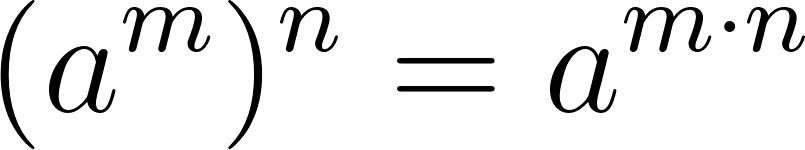 (a^m)^n = a^{m·n}